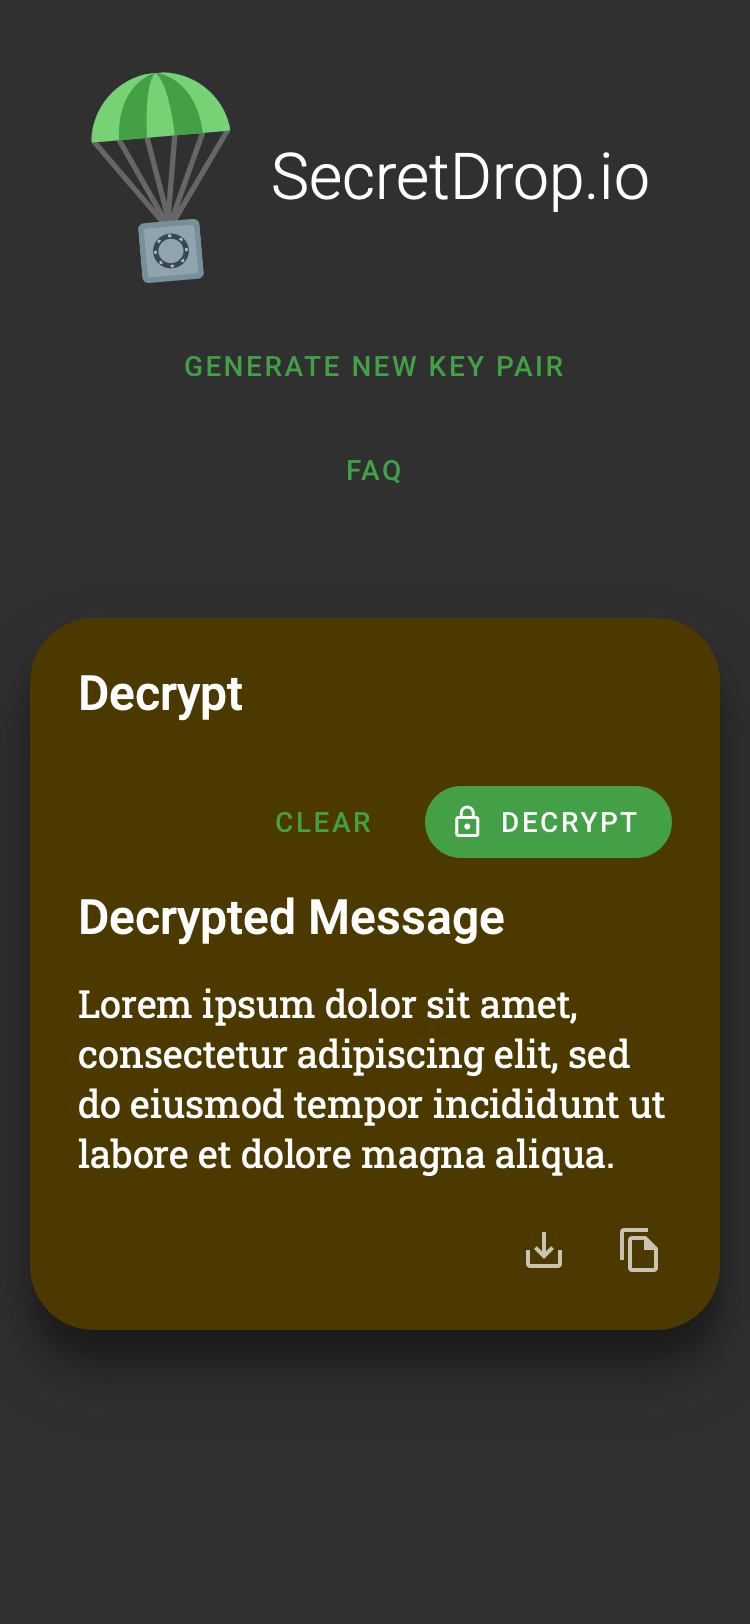 SecretDrop.io
GENERATE NEW KEY PAIR
FAQ
Decrypt
CLEAR
DECRYPT
Decrypted Message
Lorem ipsum dolor sit amet,
consectetur adipiscing elit, sed
do eiusmod tempor incididunt ut
labore et dolore magna aliqua.